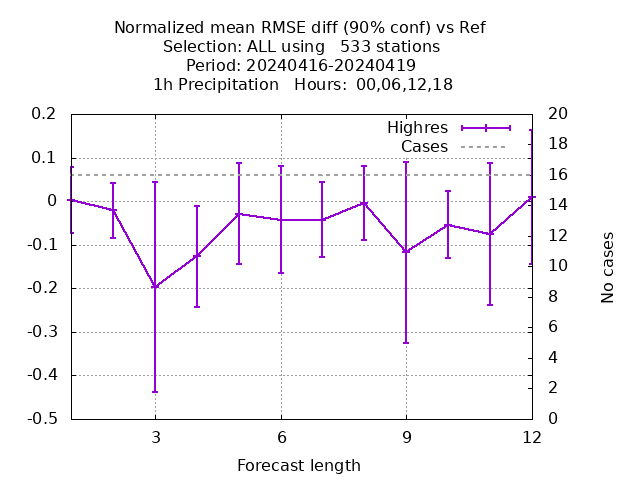 Normalized mean RMSE diff (90% conf) vs Ref
Selection: ALL using   533 stations
Period: 20240416-20240419
1h Precipitation   Hours: 00,06,12,18
Highres
Cases
0.2
0.1
0
-0.1
-0.2
-0.3
-0.4
-0.5
20
18
16
14
12
10
8
6
4
2
0
No cases
3 6 9 12
Forecast length